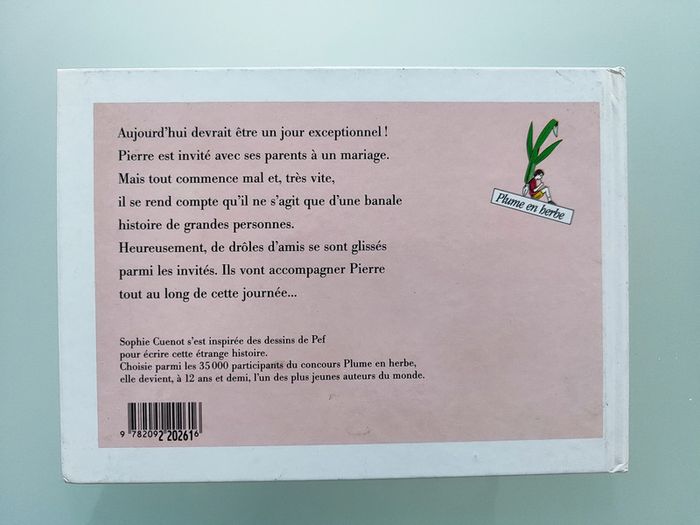 Aujourd'hui devrait être un jour exceptionnel !
Pierre est invité avec ses parents à un mariage.
Mais tout commence mal et, très vite,
il se rend compte qu'il ne s'agit que d'une banale
histoire de grandes personnes.
Heureusement, de drôles d'amis se sont glissés
parmi les invités. Ils vont accompagner Pierre
tout au long de cette journée...
Plume en herbe
Sophie Cuenot s'est inspirée des dessins de Pef
pour écrire cette étrange histoire.
Choisie parmi les 35 000 participants du concours Plume en herbe,
elle devient, à 12 ans et demi, l'un des plus jeunes auteurs du monde.
9 782092 202616